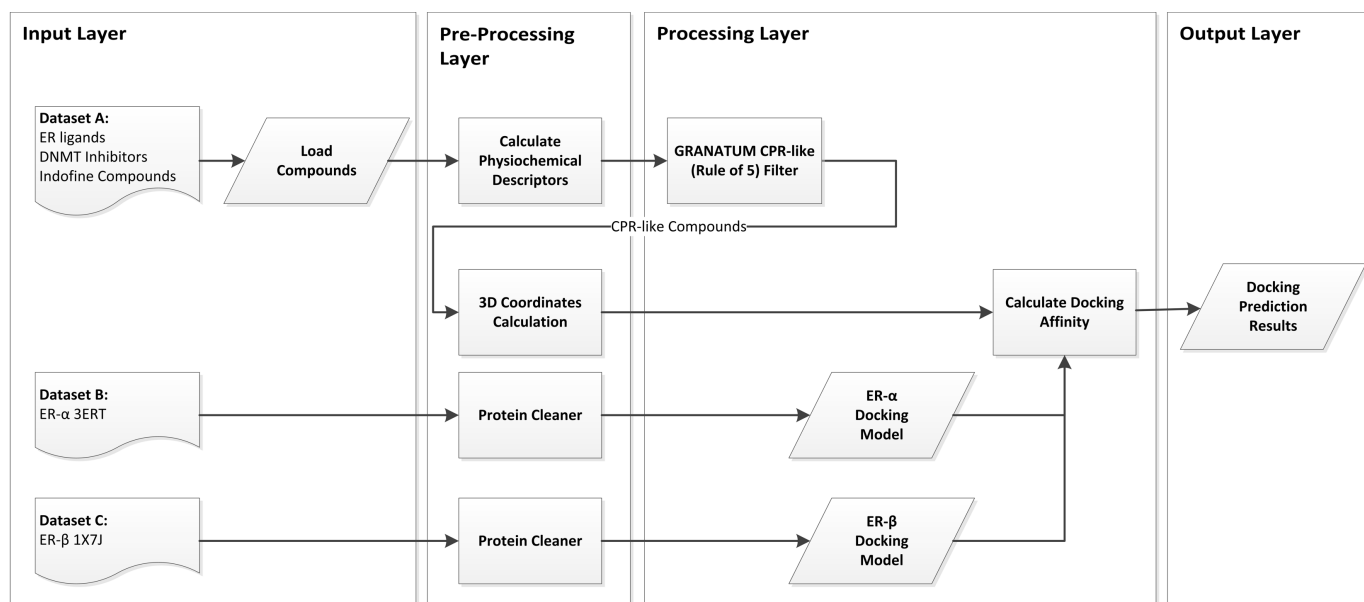 Input Layer
Pre-Processing
Layer
Processing Layer
Output Layer
Dataset A:
ER ligands
DNMT Inhibitors
Indofine Compounds
Load
Compounds
Calculate
Physiochemical
Descriptors
GRANATUM CPR-like
(Rule of 5) Filter
CPR-like Compounds
3D Coordinates
Calculation
Calculate Docking
Affinity
Docking
Prediction
Results
Dataset B:
ER-α 3ERT
Protein Cleaner
ER-α
Docking
Model
Dataset C:
ER-β 1X7J
Protein Cleaner
ER-β
Docking
Model